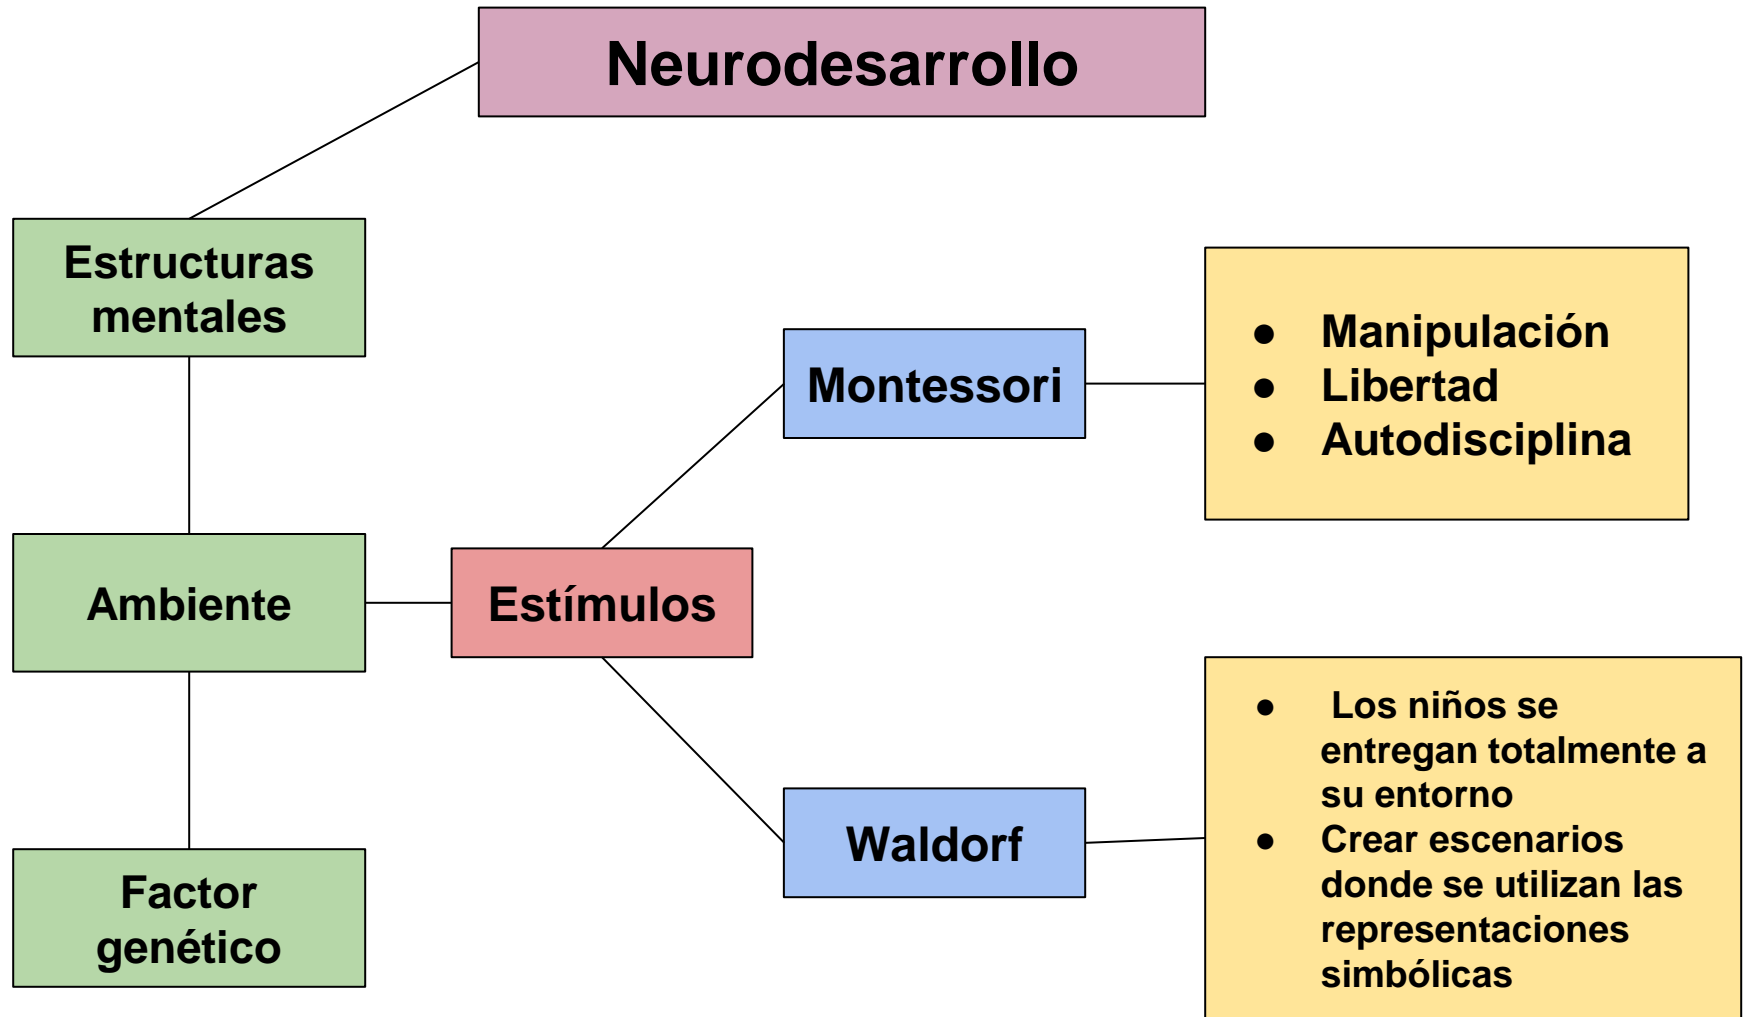 Neurodesarrollo
Estructuras
mentales
Ambiente
Factor
genético
Estímulos
Montessori
● Manipulación
● Libertad
● Autodisciplina
Waldorf
● Los niños se
entregan totalmente a
su entorno
● Crear escenarios
donde se utilizan las
representaciones
simbólicas